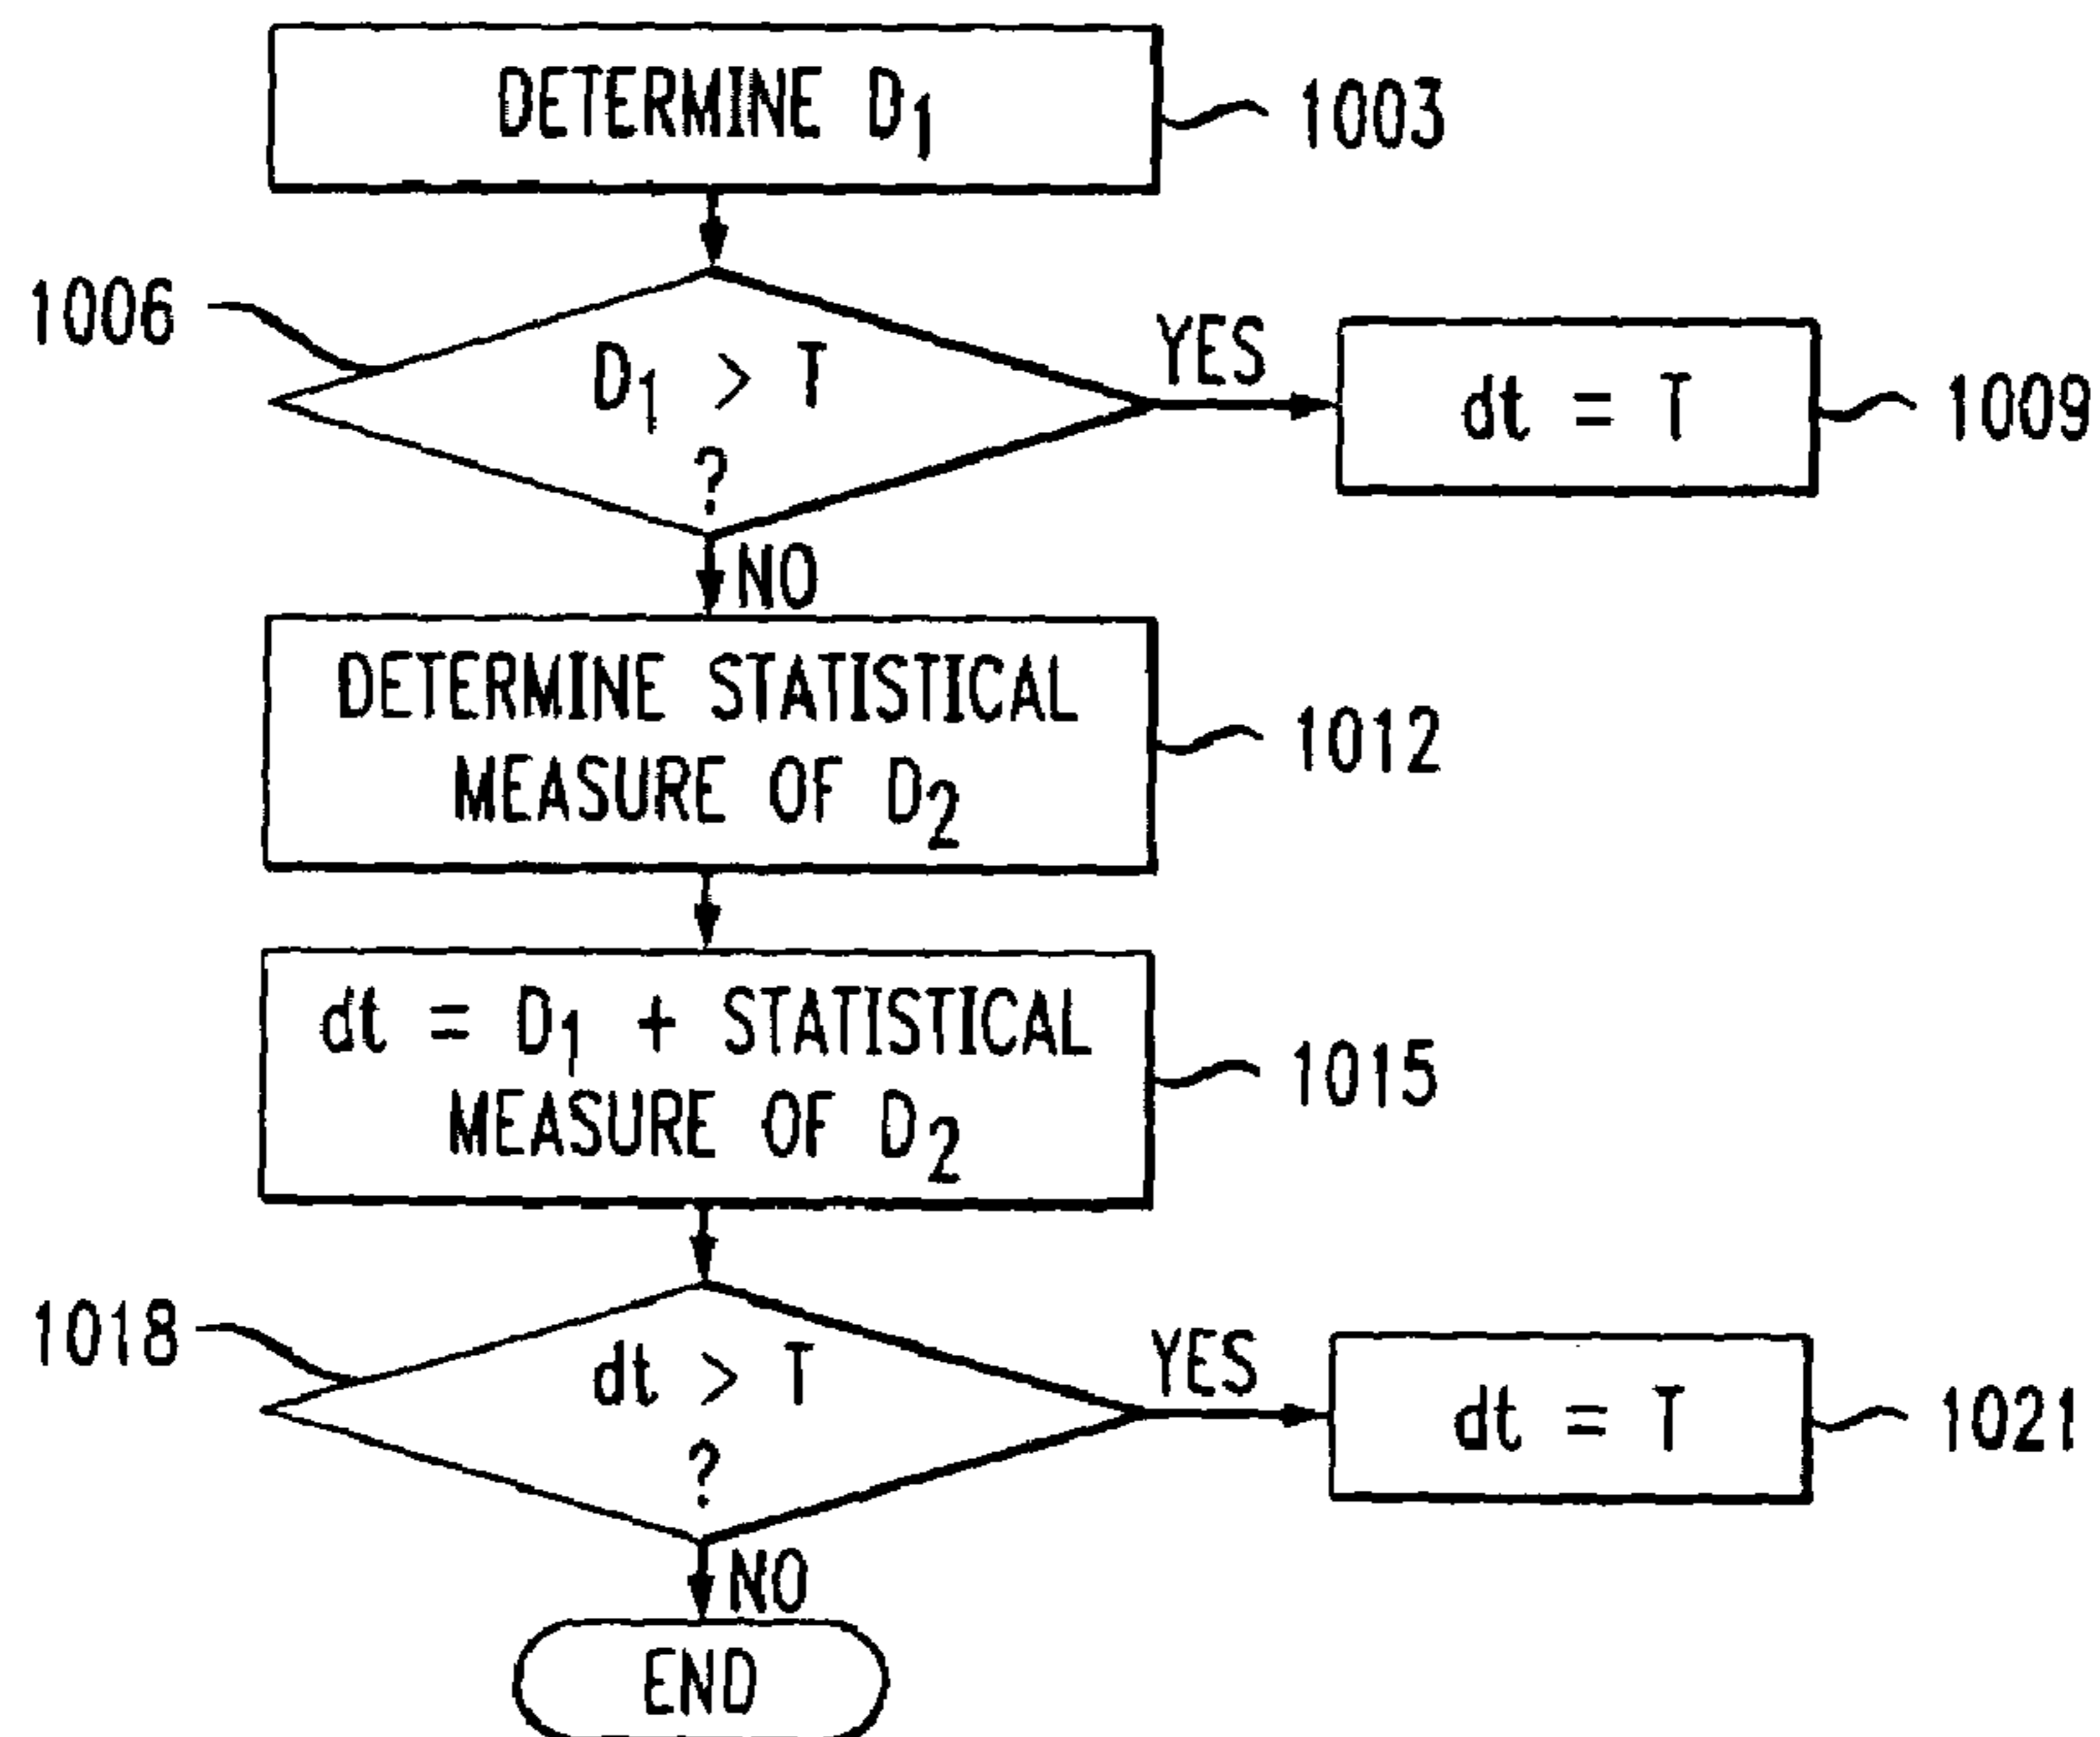 DETERMINE D1
1003
1006
D1 > T
?
YES
dt = T
1009
NO
DETERMINE STATISTICAL
MEASURE OF D2
1012
dt = D1 + STATISTICAL
MEASURE OF D2
1015
1018
dt > T
?
YES
dt = T
1021
NO
END